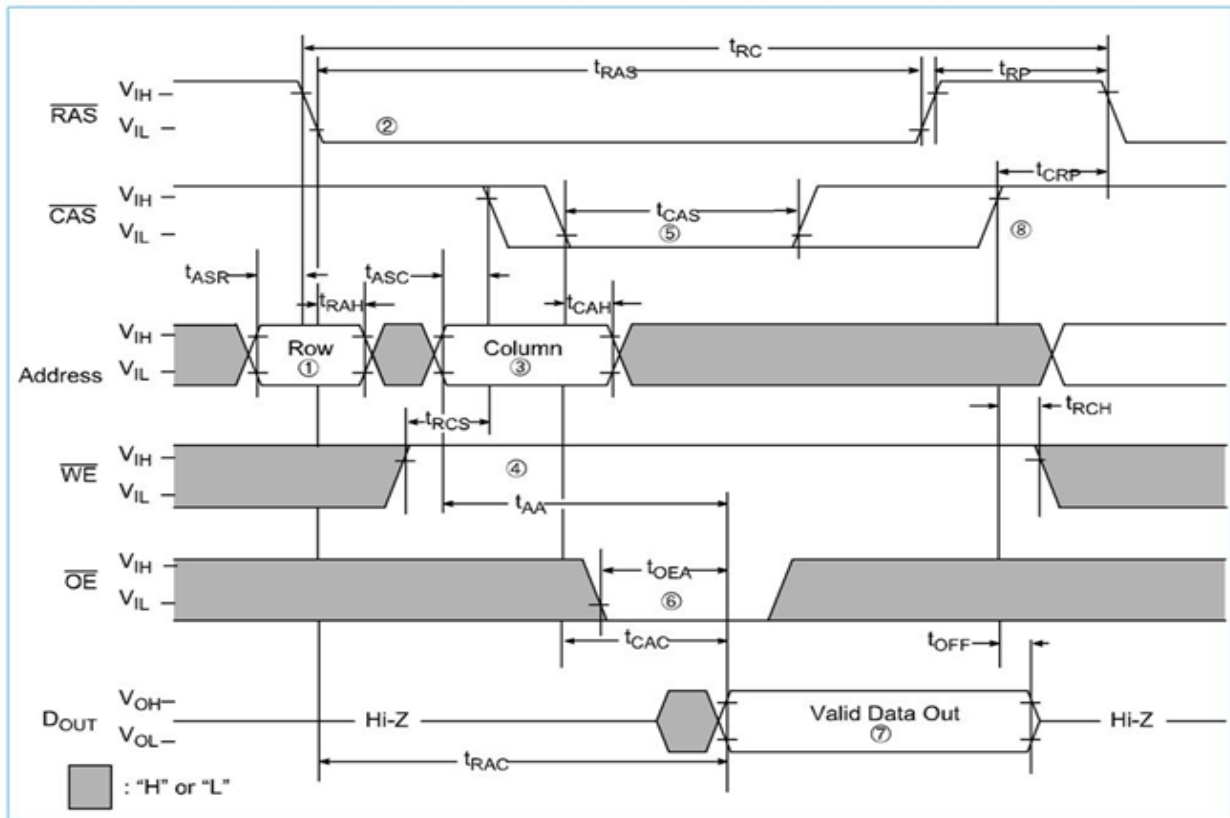 tRC
tRAS
tRP
RAS
VIH
VIL
②
tCRP
CAS
VIH
VIL
tCAS
⑤
⑧
tASR
tRAH
tASC
tCAH
Address
VIH
VIL
Row
①
Column
③
tRCS
tRCH
WE
VIH
VIL
④
tAA
OE
VIH
VIL
tOEA
⑥
tCAC
tOFF
DOUT
VOH
VOL
Hi-Z
Valid Data Out
⑦
Hi-Z
tRAC
: “H” or “L”